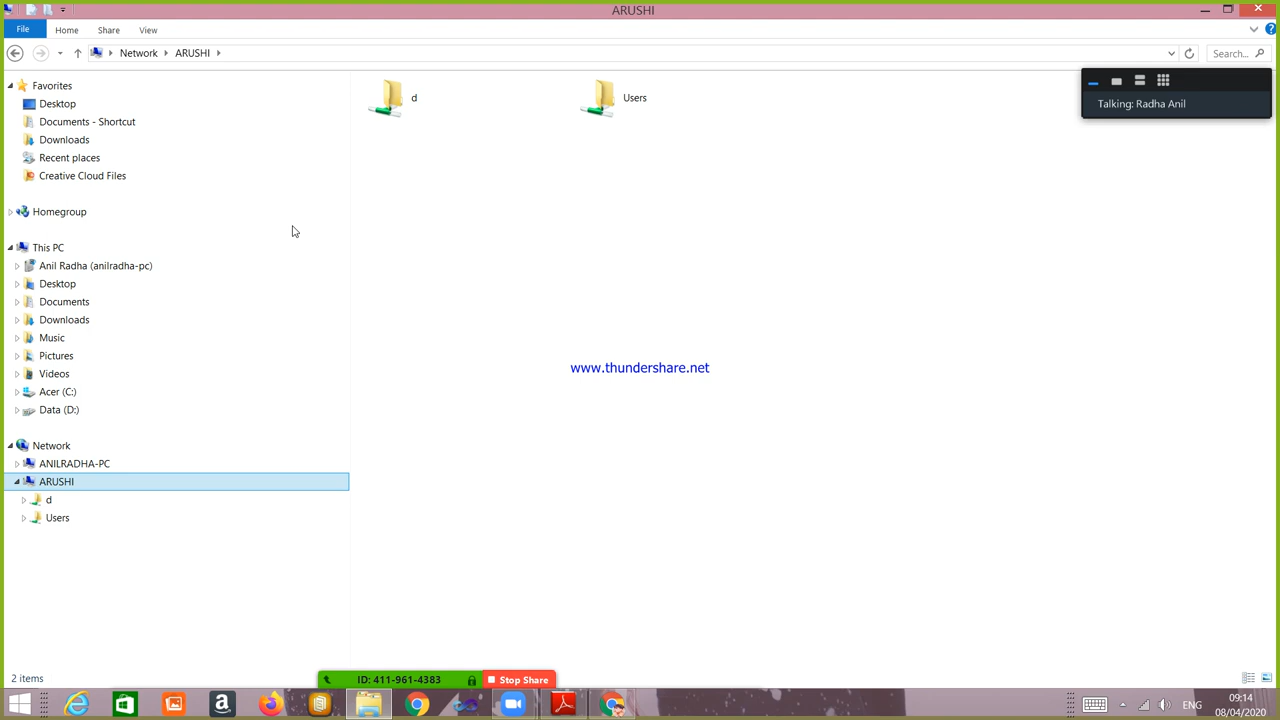 ARUSHI
File
Home
Share
View
Network
ARUSHI
Search...
Favorites
Desktop
Documents - Shortcut
Downloads
Recent places
Creative Cloud Files
Homegroup
This PC
Anil Radha (anilradha-pc)
Desktop
Documents
Downloads
Music
Pictures
Videos
Acer (C:)
Data (D:)
Network
ANILRADHA-PC
ARUSHI
d
Users
d
Users
Talking: Radha Anil
www.thundershare.net
2 items
ID: 411-961-4383
Stop Share
ENG
09:14
08/04/2020